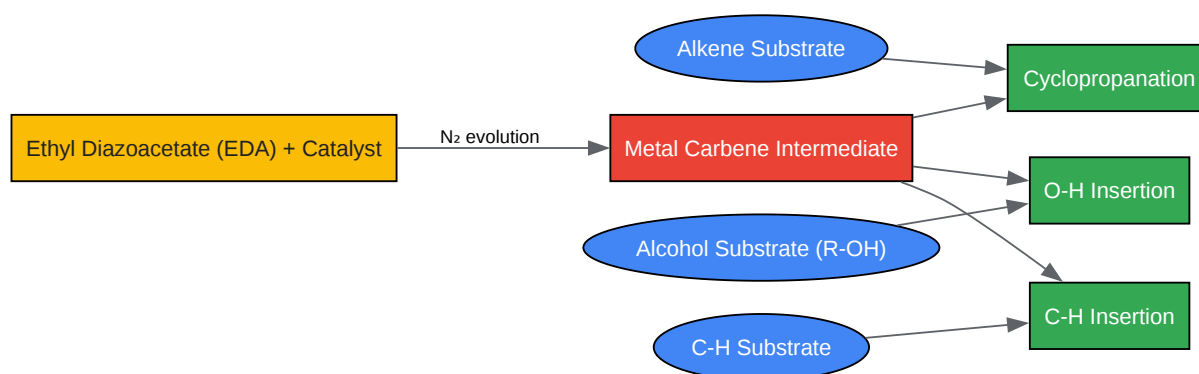 Alkene Substrate
Cyclopropanation
Ethyl Diazoacetate (EDA) + Catalyst
N₂ evolution
Metal Carbene Intermediate
O-H Insertion
Alcohol Substrate (R-OH)
C-H Insertion
C-H Substrate